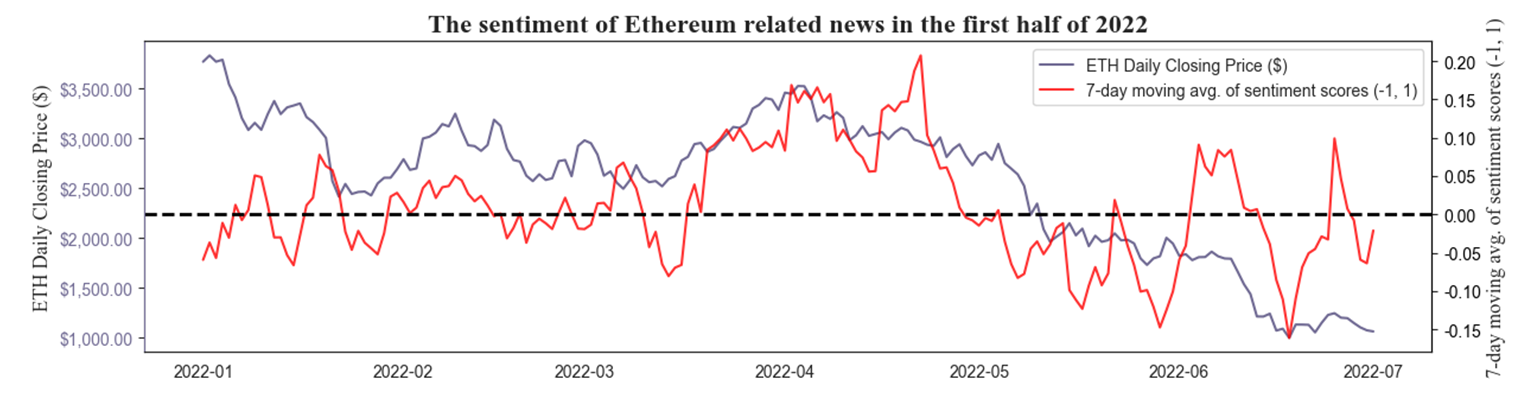 The sentiment of Ethereum related news in the first half of 2022
ETH Daily Closing Price ($)
$3,500.00
$3,000.00
$2,500.00
$2,000.00
$1,500.00
$1,000.00
ETH Daily Closing Price ($)
7-day moving avg. of sentiment scores (-1, 1)
0.20
0.15
0.10
0.05
0.00
-0.05
-0.10
-0.15
7-day moving avg. of sentiment scores (-1, 1)
2022-01 2022-02 2022-03 2022-04 2022-05 2022-06 2022-07